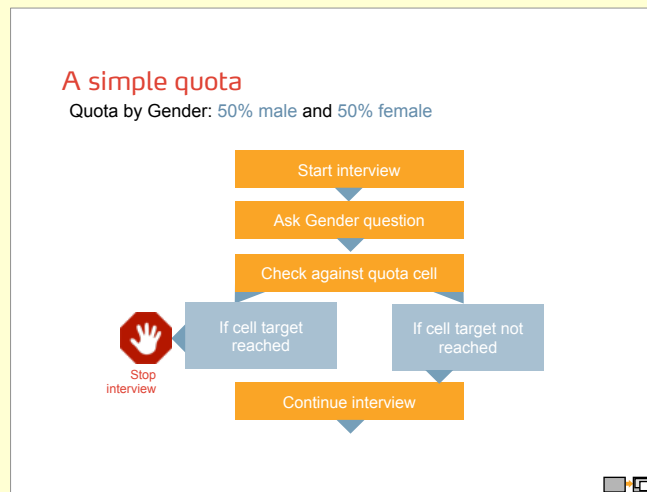 A simple quota
Quota by Gender: 50% male and 50% female
Start interview
Ask Gender question
Check against quota cell
If cell target
reached
If cell target not
reached
Stop
interview
Continue interview